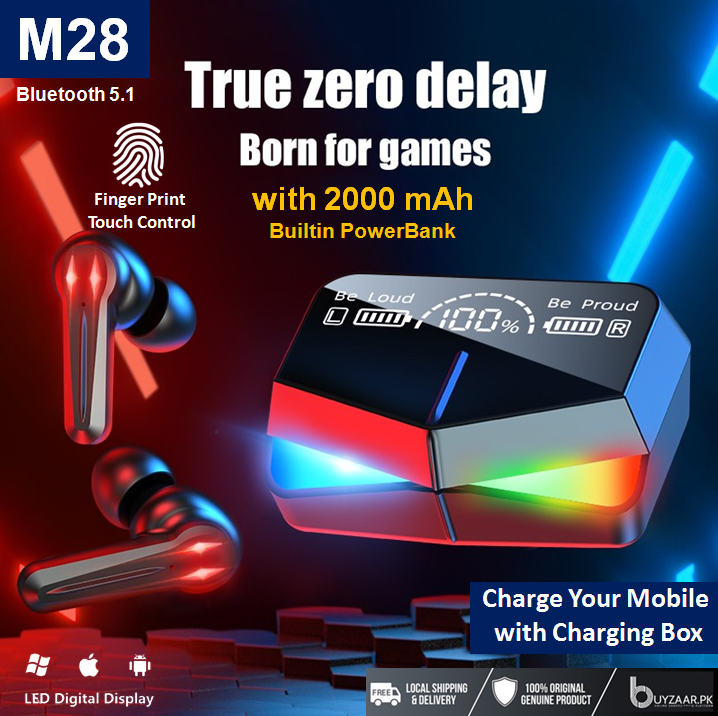 M28
Bluetooth 5.1
True zero delay
Born for games
with 2000 mAh
Builtin PowerBank
Finger Print
Touch Control
Be Loud
Be Proud
L
100%
R
Charge Your Mobile
with Charging Box
LED Digital Display
FREE
LOCAL SHIPPING
& DELIVERY
100% ORIGINAL
GENUINE PRODUCT
bUYZAAR.PK